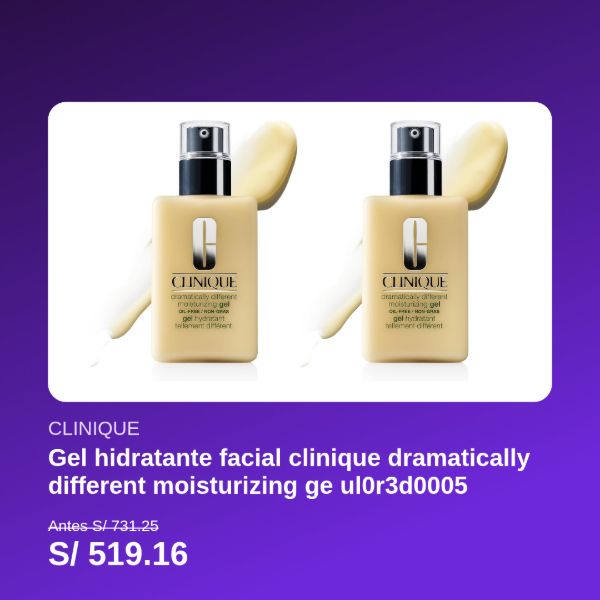 CLINIQUE
dramatically different
moisturizing gel
OIL-FREE / NON-GRAS
gel hydratant
tellement différent.
CLINIQUE
dramatically different
moisturizing gel
OIL-FREE / NON-GRAS
gel hydratant
tellement différent.
CLINIQUE
Gel hidratante facial clinique dramatically
different moisturizing ge ul0r3d0005
Antes S/ 731.25
S/ 519.16